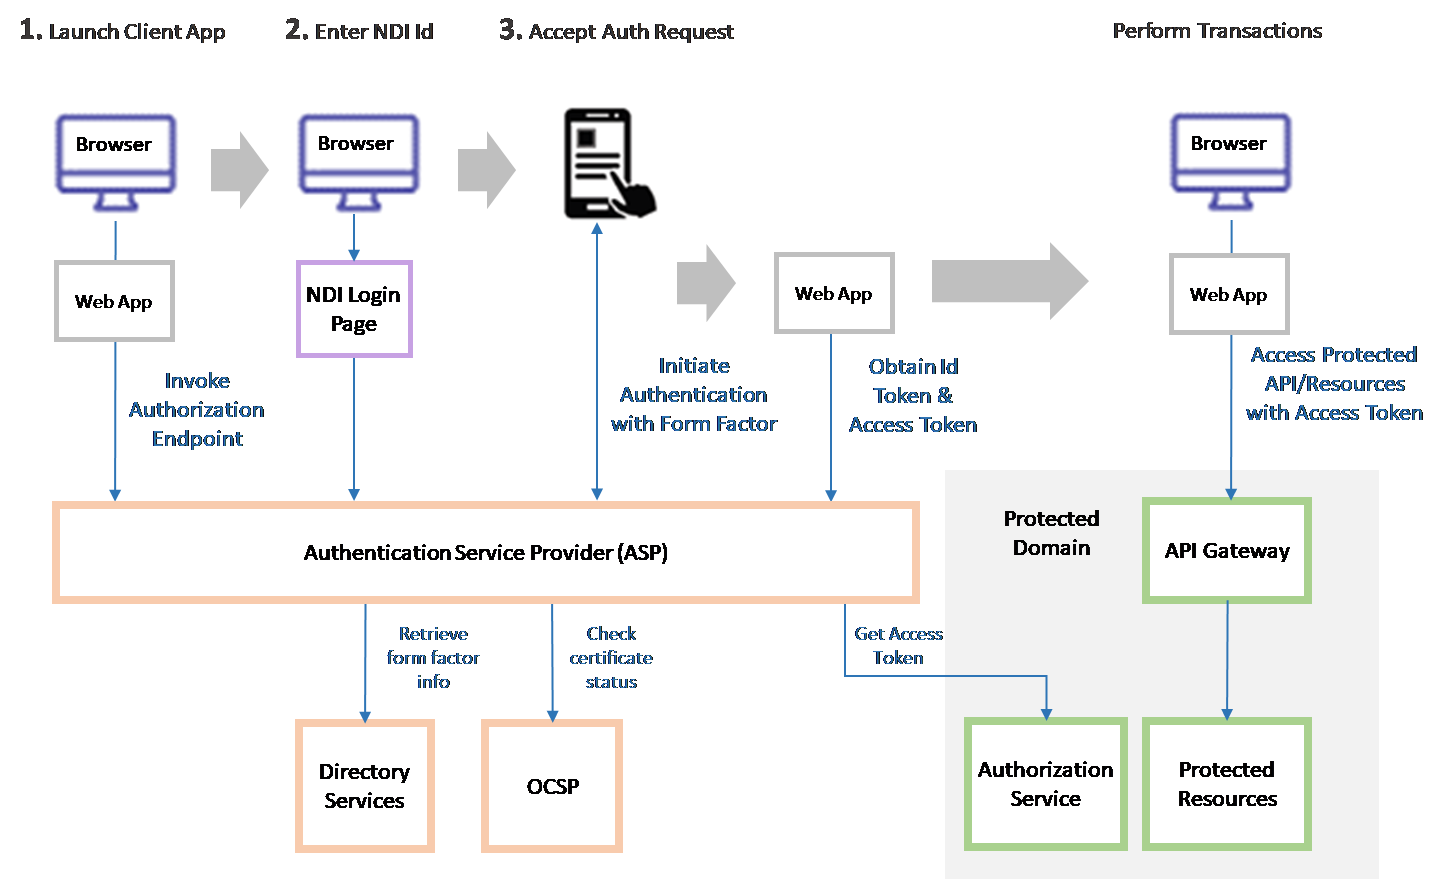 1. Launch Client App
2. Enter NDI Id
3. Accept Auth Request
Perform Transactions
Browser
Browser
Browser
Web App
NDI Login
Page
Web App
Web App
Invoke
Authorization
Endpoint
Initiate
Authentication
with Form Factor
Obtain Id
Token &
Access Token
Access Protected
API/Resources
with Access Token
Authentication Service Provider (ASP)
Protected
Domain
API Gateway
Retrieve
form factor
info
Check
certificate
status
Get Access
Token
Directory
Services
OCSP
Authorization
Service
Protected
Resources